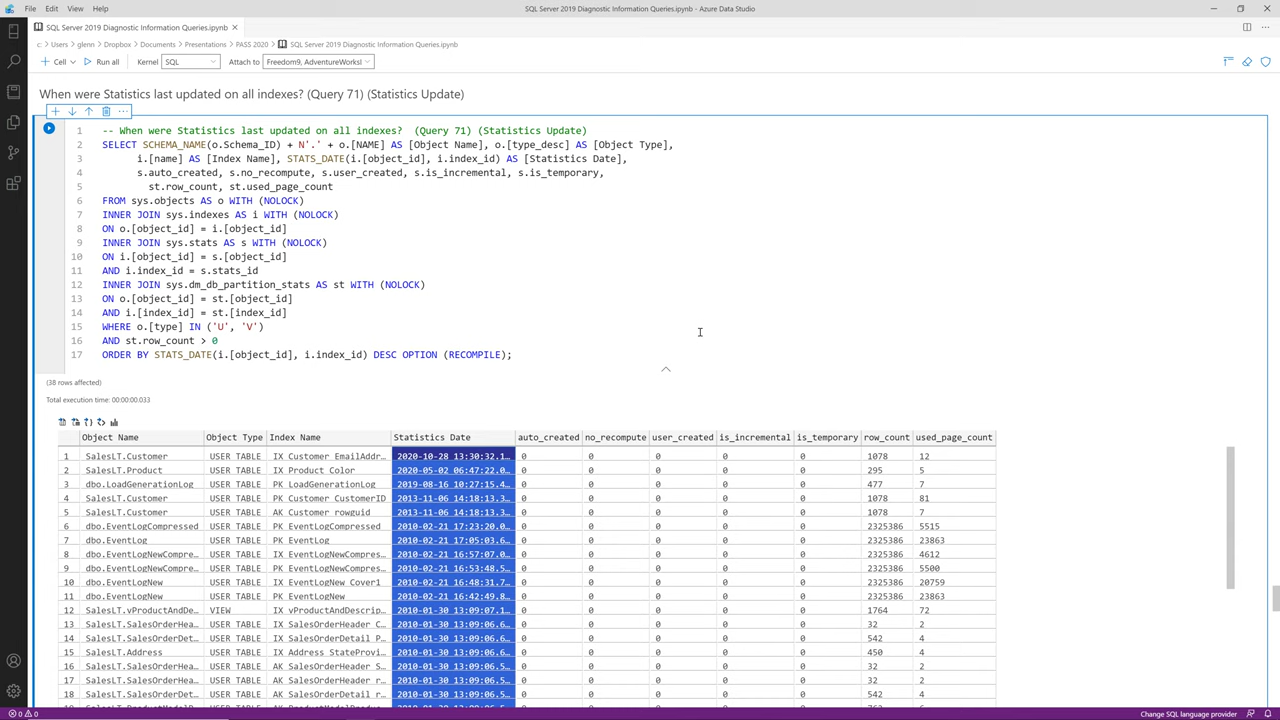 File Edit View Help
SQL Server 2019 Diagnostic Information Queries.ipynb - Azure Data Studio
SQL Server 2019 Diagnostic Information Queries.ipynb
c: › Users › glenn › Dropbox › Documents › Presentations › PASS 2020 › SQL Server 2019 Diagnostic Information Queries.ipynb
+ Cell Run all Kernel SQL Attach to Freedom9, AdventureWorks
When were Statistics last updated on all indexes? (Query 71) (Statistics Update)
1 -- When were Statistics last updated on all indexes?  (Query 71) (Statistics Update)
2 SELECT SCHEMA_NAME(o.Schema_ID) + N'.' + o.[NAME] AS [Object Name], o.[type_desc] AS [Object Type],
3 i.[name] AS [Index Name], STATS_DATE(i.[object_id], i.index_id) AS [Statistics Date],
4 s.auto_created, s.no_recompute, s.user_created, s.is_incremental, s.is_temporary,
5 st.row_count, st.used_page_count
6 FROM sys.objects AS o WITH (NOLOCK)
7 INNER JOIN sys.indexes AS i WITH (NOLOCK)
8 ON o.[object_id] = i.[object_id]
9 INNER JOIN sys.stats AS s WITH (NOLOCK)
10 ON i.[object_id] = s.[object_id]
11 AND i.index_id = s.stats_id
12 INNER JOIN sys.dm_db_partition_stats AS st WITH (NOLOCK)
13 ON o.[object_id] = st.[object_id]
14 AND i.[index_id] = st.[index_id]
15 WHERE o.[type] IN ('U', 'V')
16 AND st.row_count > 0
17 ORDER BY STATS_DATE(i.[object_id], i.index_id) DESC OPTION (RECOMPILE);
(38 rows affected)
Total execution time: 00:00:00.033
Object Name Object Type Index Name Statistics Date auto_created no_recompute user_created is_incremental is_temporary row_count used_page_count
1 SalesLT.Customer USER TABLE IX Customer EmailAddr… 2020-10-28 13:30:32.1… 0 0 0 0 0 1078 12
2 SalesLT.Product USER TABLE IX Product Color 2020-05-02 06:47:22.0… 0 0 0 0 0 295 5
3 dbo.LoadGenerationLog USER TABLE PK LoadGenerationLog 2019-08-16 10:27:15.4… 0 0 0 0 0 477 7
4 SalesLT.Customer USER TABLE PK Customer CustomerID 2013-11-06 14:18:13.3… 0 0 0 0 0 1078 81
5 SalesLT.Customer USER TABLE AK Customer rowguid 2013-11-06 14:18:13.3… 0 0 0 0 0 1078 7
6 dbo.EventLogCompressed USER TABLE PK EventLogCompressed 2010-02-21 17:23:20.0… 0 0 0 0 0 2325386 5515
7 dbo.EventLog USER TABLE PK EventLog 2010-02-21 17:05:03.6… 0 0 0 0 0 2325386 23863
8 dbo.EventLogNewCompre… USER TABLE IX EventLogNewCompres… 2010-02-21 16:57:07.0… 0 0 0 0 0 2325386 4612
9 dbo.EventLogNewCompre… USER TABLE PK EventLogNewCompres… 2010-02-21 16:53:48.5… 0 0 0 0 0 2325386 5500
10 dbo.EventLogNew USER TABLE IX EventLogNew Cover1 2010-02-21 16:48:31.7… 0 0 0 0 0 2325386 20759
11 dbo.EventLogNew USER TABLE PK EventLogNew 2010-02-21 16:42:49.8… 0 0 0 0 0 2325386 23863
12 SalesLT.vProductAndDe… VIEW IX vProductAndDescrip… 2010-01-30 13:09:07.1… 0 0 0 0 0 1764 72
13 SalesLT.SalesOrderHea… USER TABLE IX SalesOrderHeader C… 2010-01-30 13:09:06.6… 0 0 0 0 0 32 2
14 SalesLT.SalesOrderDet… USER TABLE IX SalesOrderDetail P… 2010-01-30 13:09:06.6… 0 0 0 0 0 542 4
15 SalesLT.Address USER TABLE IX Address StateProvi… 2010-01-30 13:09:06.5… 0 0 0 0 0 450 4
16 SalesLT.SalesOrderHea… USER TABLE AK SalesOrderHeader S… 2010-01-30 13:09:06.5… 0 0 0 0 0 32 2
17 SalesLT.SalesOrderHea… USER TABLE AK SalesOrderHeader r… 2010-01-30 13:09:06.5… 0 0 0 0 0 32 2
18 SalesLT.SalesOrderDet… USER TABLE AK SalesOrderDetail r… 2010-01-30 13:09:06.5… 0 0 0 0 0 542 4
0 0 Change SQL language provider